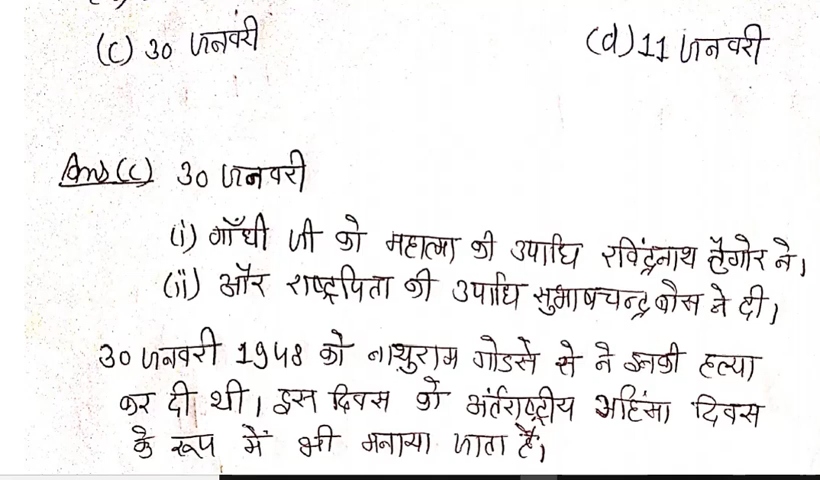 (C) 30 जनवरी (d) 11 जनवरी
Ans (c) 30 जनवरी
(i) गाँधी जी को महात्मा की उपाधि रविंद्रनाथ टैगोर ने।
(ii) और राष्ट्रपिता की उपाधि सुभाषचन्द्र बोस ने दी।
30 जनवरी 1948 को नाथुराम गोडसे से ने इनकी हत्या
कर दी थी। इस दिवस को अंर्तराष्ट्रीय अहिंसा दिवस
के रूप में भी मनाया जाता है।